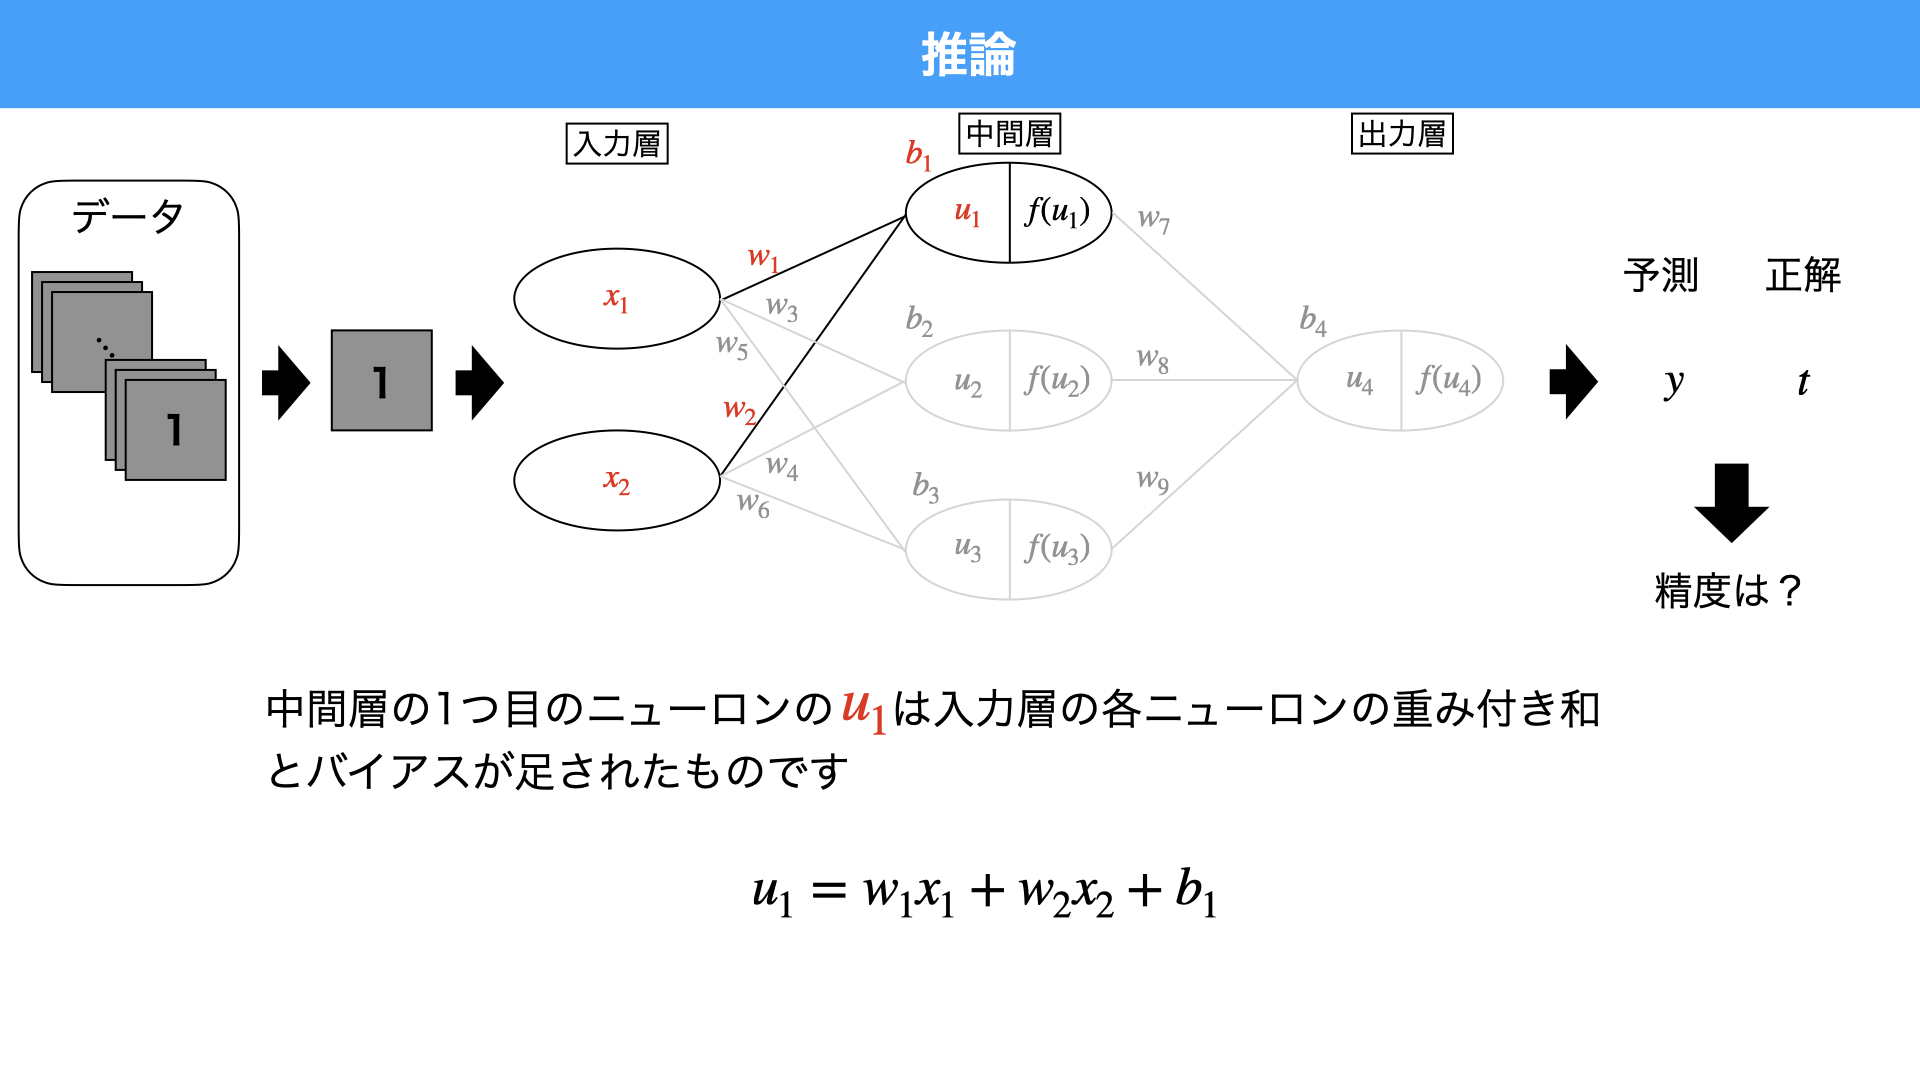 推論
入力層
中間層
出力層
データ
1
1
x₁
x₂
w₁
w₃
w₅
w₂
w₄
w₆
b₁
u₁ f(u₁)
b₂
u₂ f(u₂)
b₃
u₃ f(u₃)
w₇
w₈
w₉
b₄
u₄ f(u₄)
予測 正解
y t
精度は？
中間層の1つ目のニューロンの u₁ は入力層の各ニューロンの重み付き和
とバイアスが足されたものです
u₁ = w₁x₁ + w₂x₂ + b₁